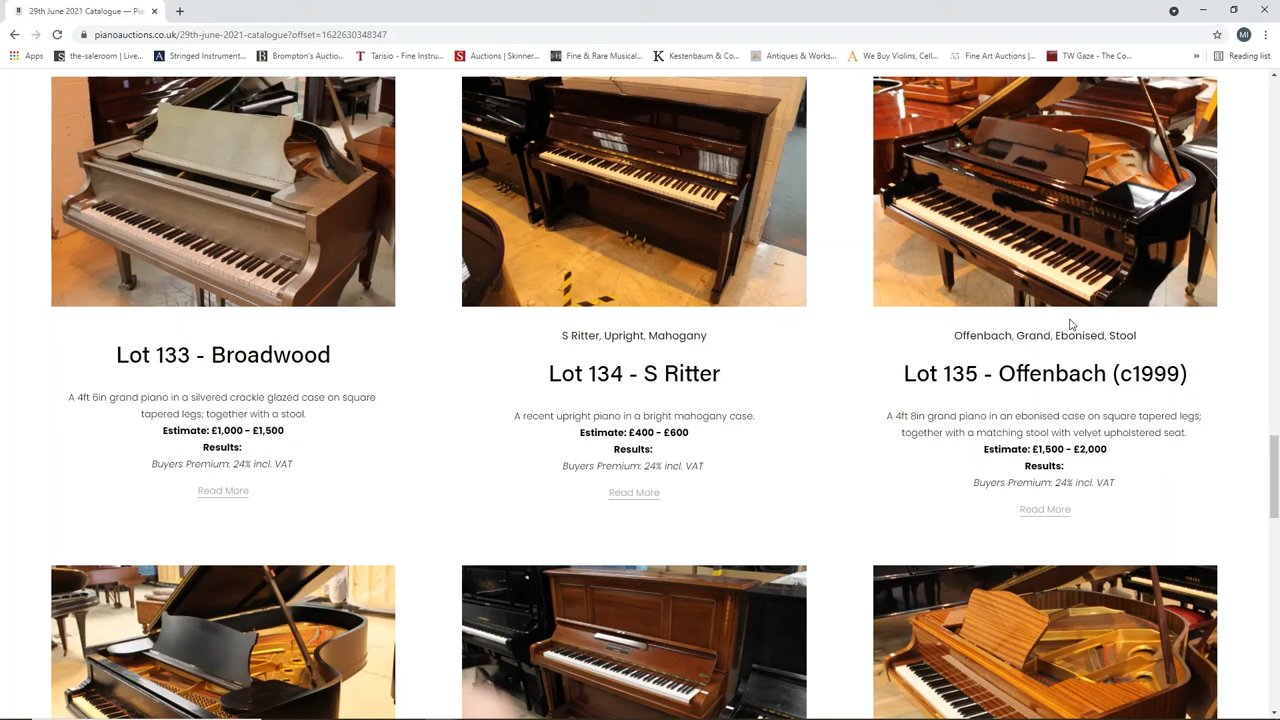 29th June 2021 Catalogue — Pia
pianoauctions.co.uk/29th-june-2021-catalogue?offset=1622630348347
MI
Apps
the-saleroom | Live...
Stringed Instrument...
Brompton's Auctio...
Tarisio - Fine Instru...
Auctions | Skinner...
Fine & Rare Musical...
Kestenbaum & Co...
Antiques & Works...
We Buy Violins, Cell...
Fine Art Auctions |...
TW Gaze - The Co...
»
Reading list
Lot 133 - Broadwood
A 4ft 6in grand piano in a silvered crackle glazed case on square
tapered legs; together with a stool.
Estimate: £1,000 - £1,500
Results:
Buyers Premium: 24% incl. VAT
Read More
S Ritter, Upright, Mahogany
Lot 134 - S Ritter
A recent upright piano in a bright mahogany case.
Estimate: £400 - £600
Results:
Buyers Premium: 24% incl. VAT
Read More
Offenbach, Grand, Ebonised, Stool
Lot 135 - Offenbach (c1999)
A 4ft 8in grand piano in an ebonised case on square tapered legs;
together with a matching stool with velvet upholstered seat.
Estimate: £1,500 - £2,000
Results:
Buyers Premium: 24% incl. VAT
Read More